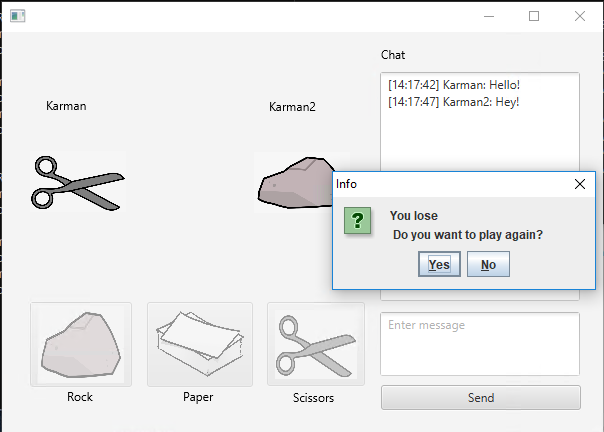 Chat
Karman
Karman2
[14:17:42] Karman: Hello!
[14:17:47] Karman2: Hey!
Info
You lose
Do you want to play again?
Yes
No
Enter message
Rock
Paper
Scissors
Send